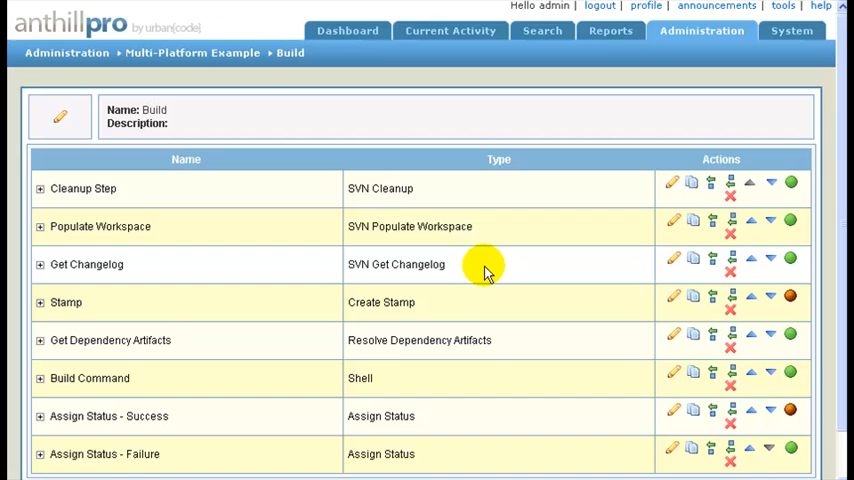 Hello admin | logout | profile | announcements | tools | help
anthillpro by urban{code}
Dashboard Current Activity Search Reports Administration System
Administration Multi-Platform Example Build
Name: Build
Description:
Name Type Actions
Cleanup Step SVN Cleanup
Populate Workspace SVN Populate Workspace
Get Changelog SVN Get Changelog
Stamp Create Stamp
Get Dependency Artifacts Resolve Dependency Artifacts
Build Command Shell
Assign Status - Success Assign Status
Assign Status - Failure Assign Status